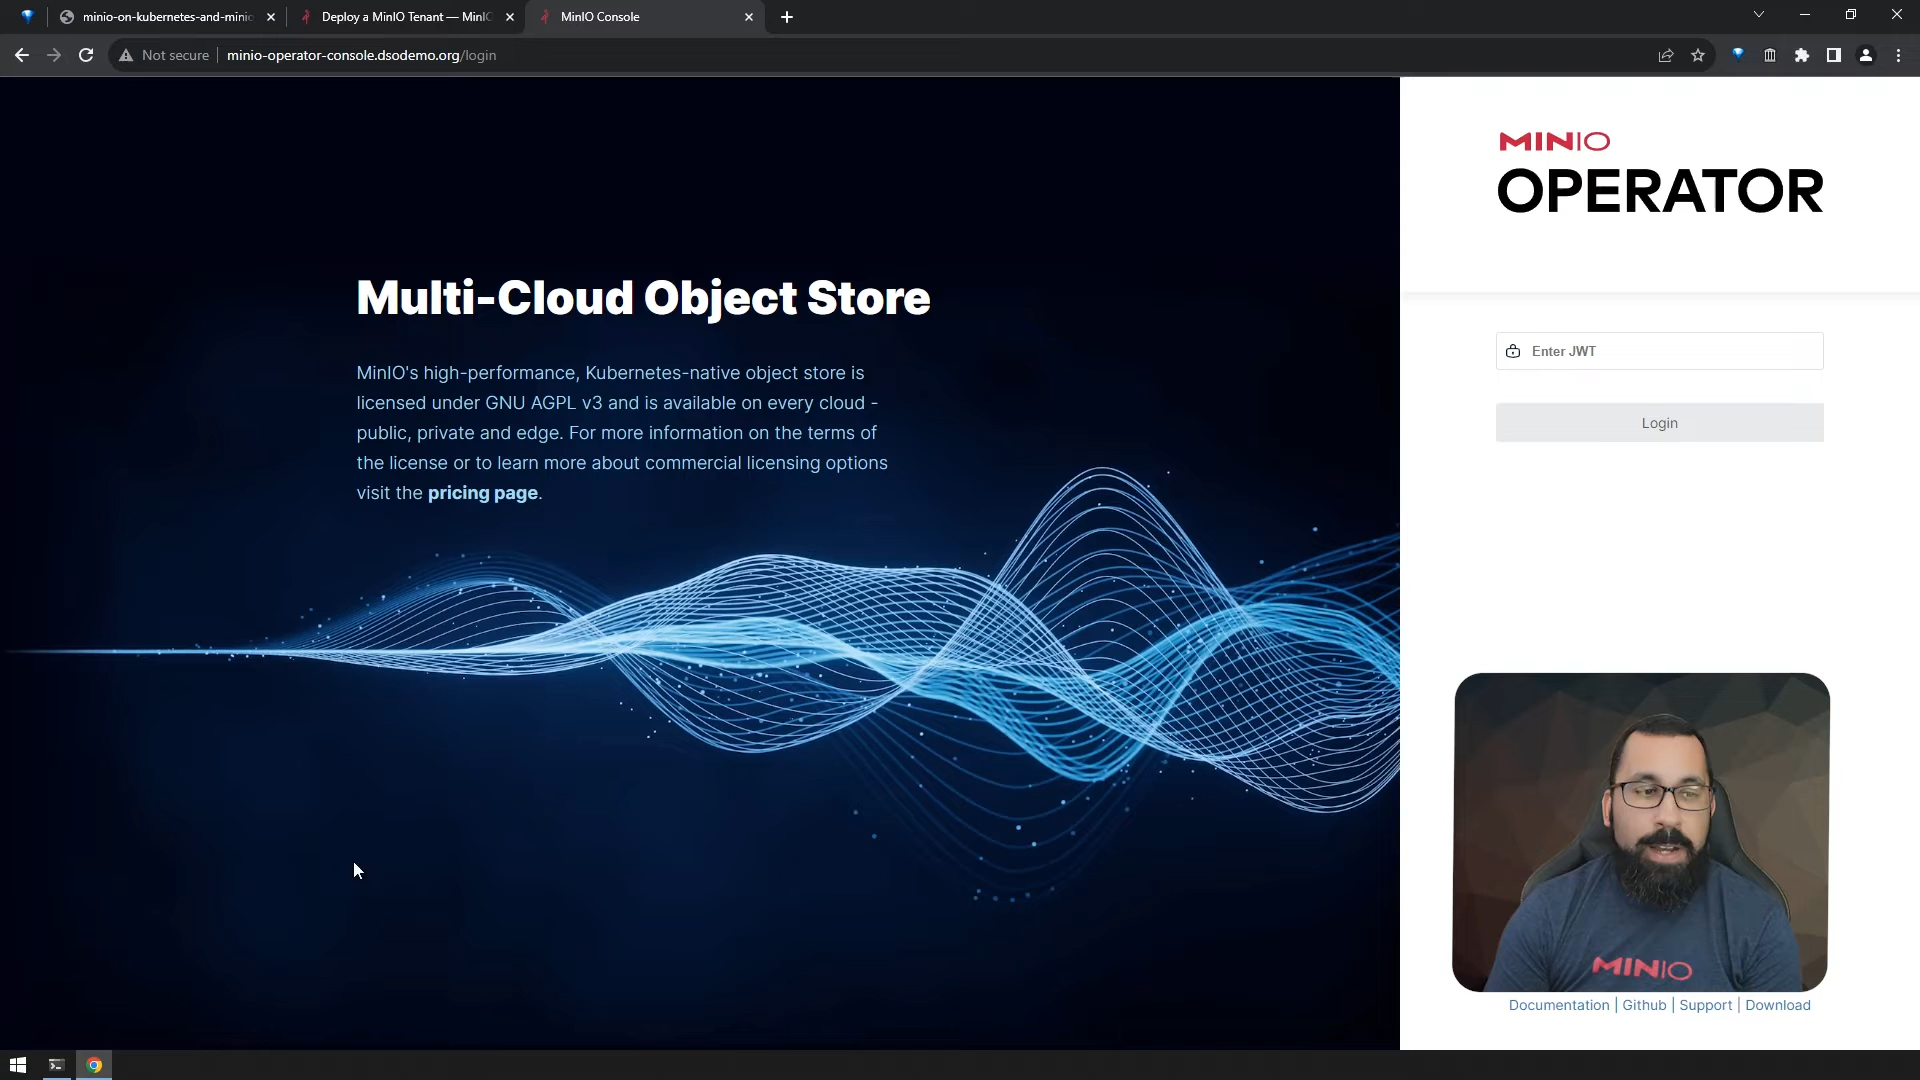 minio-on-kubernetes-and-minio
Deploy a MinIO Tenant — MinIO
MinIO Console
Not secure
minio-operator-console.dsodemo.org/login
MINIO
OPERATOR
Multi-Cloud Object Store
MinIO's high-performance, Kubernetes-native object store is
licensed under GNU AGPL v3 and is available on every cloud -
public, private and edge. For more information on the terms of
the license or to learn more about commercial licensing options
visit the pricing page.
Enter JWT
Login
MINIO
Documentation | Github | Support | Download